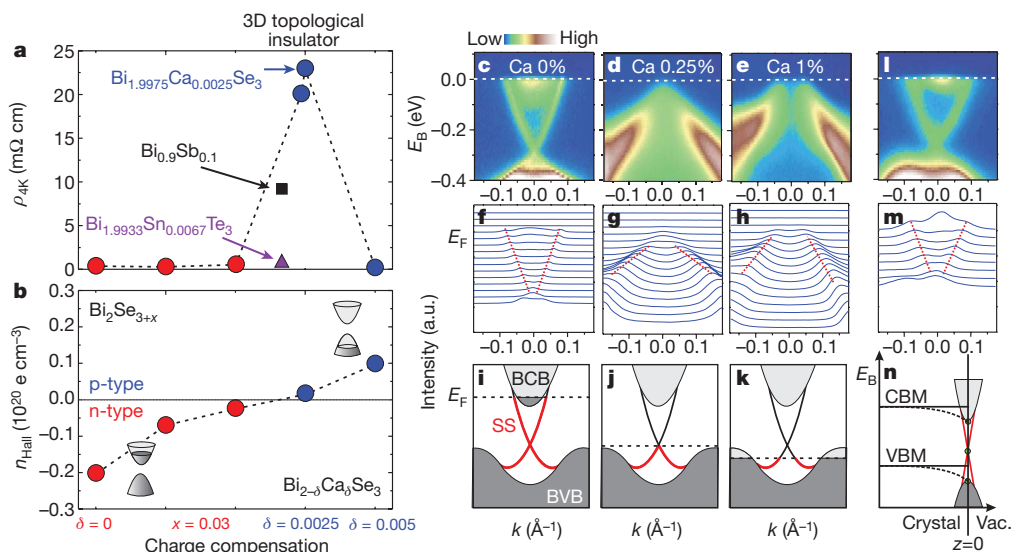 3D topological
insulator
a
25
20
15
10
5
0
ρ4K (mΩ cm)
Bi1.9975Ca0.0025Se3
Bi0.9Sb0.1
Bi1.9933Sn0.0067Te3
b
0.3
0.2
0.1
0.0
−0.1
−0.2
−0.3
nHall (10²⁰ e cm⁻³)
Bi2Se3+x
p-type
n-type
Bi2−δCaδSe3
δ = 0
x = 0.03
δ = 0.0025
δ = 0.005
Charge compensation
Low
High
c
Ca 0%
d
Ca 0.25%
e
Ca 1%
l
0.0
−0.2
−0.4
EB (eV)
−0.1 0.0 0.1
−0.1 0.0 0.1
−0.1 0.0 0.1
−0.1 0.0 0.1
f
g
h
m
EF
Intensity (a.u.)
−0.1 0.0 0.1
−0.1 0.0 0.1
−0.1 0.0 0.1
−0.1 0.0 0.1
i
j
k
n
EF
BCB
SS
BVB
k (Å⁻¹)
k (Å⁻¹)
k (Å⁻¹)
EB
CBM
VBM
Crystal
Vac.
z=0